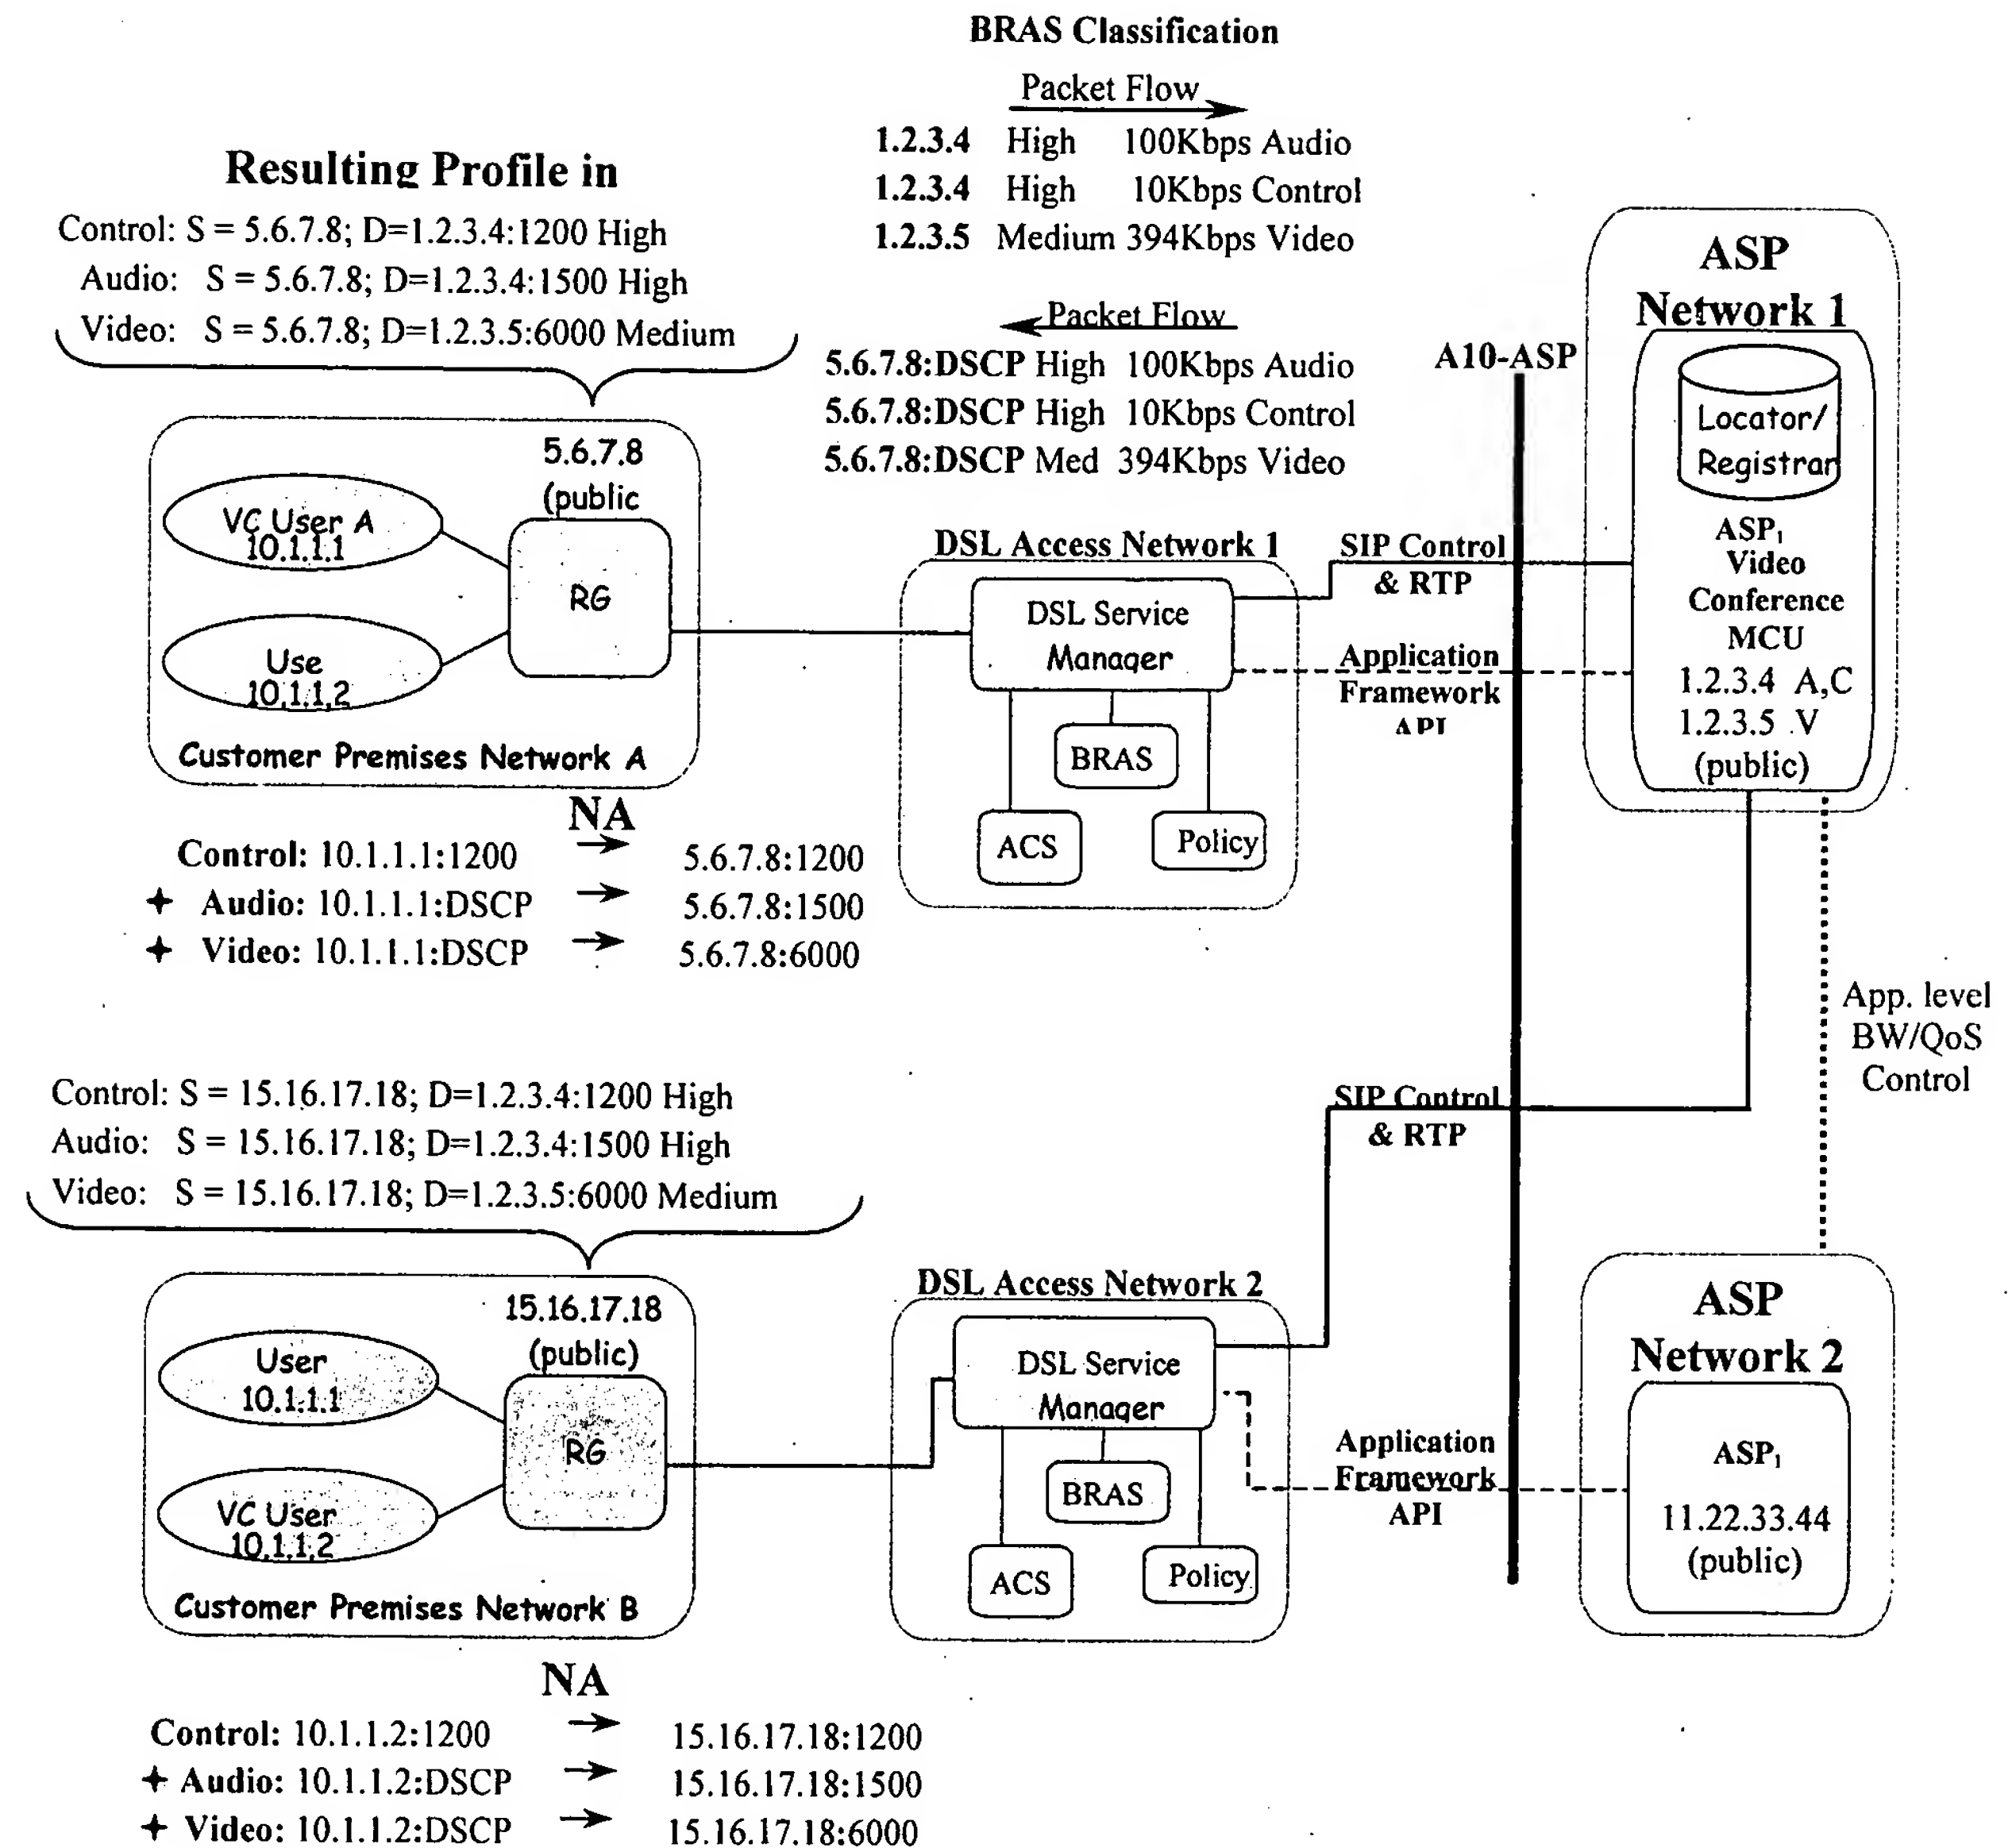 BRAS Classification
Packet Flow
1.2.3.4 High 100Kbps Audio
1.2.3.4 High 10Kbps Control
1.2.3.5 Medium 394Kbps Video
Packet Flow
5.6.7.8:DSCP High 100Kbps Audio
5.6.7.8:DSCP High 10Kbps Control
5.6.7.8:DSCP Med 394Kbps Video
Resulting Profile in
Control: S = 5.6.7.8; D=1.2.3.4:1200 High
Audio: S = 5.6.7.8; D=1.2.3.4:1500 High
Video: S = 5.6.7.8; D=1.2.3.5:6000 Medium
5.6.7.8
(public
VC User A
10.1.1.1
RG
Use
10.1.1.2
Customer Premises Network A
NA
Control: 10.1.1.1:1200 → 5.6.7.8:1200
✦ Audio: 10.1.1.1:DSCP → 5.6.7.8:1500
✦ Video: 10.1.1.1:DSCP → 5.6.7.8:6000
DSL Access Network 1
DSL Service
Manager
BRAS
ACS
Policy
A10-ASP
SIP Control
& RTP
Application
Framework
API
ASP
Network 1
Locator/
Registrar
ASP₁
Video
Conference
MCU
1.2.3.4 A,C
1.2.3.5 V
(public)
App. level
BW/QoS
Control
Control: S = 15.16.17.18; D=1.2.3.4:1200 High
Audio: S = 15.16.17.18; D=1.2.3.4:1500 High
Video: S = 15.16.17.18; D=1.2.3.5:6000 Medium
15.16.17.18
(public)
User
10.1.1.1
RG
VC User
10.1.1.2
Customer Premises Network B
NA
Control: 10.1.1.2:1200 → 15.16.17.18:1200
✦ Audio: 10.1.1.2:DSCP → 15.16.17.18:1500
✦ Video: 10.1.1.2:DSCP → 15.16.17.18:6000
DSL Access Network 2
DSL Service
Manager
BRAS
ACS
Policy
SIP Control
& RTP
Application
Framework
API
ASP
Network 2
ASP₁
11.22.33.44
(public)